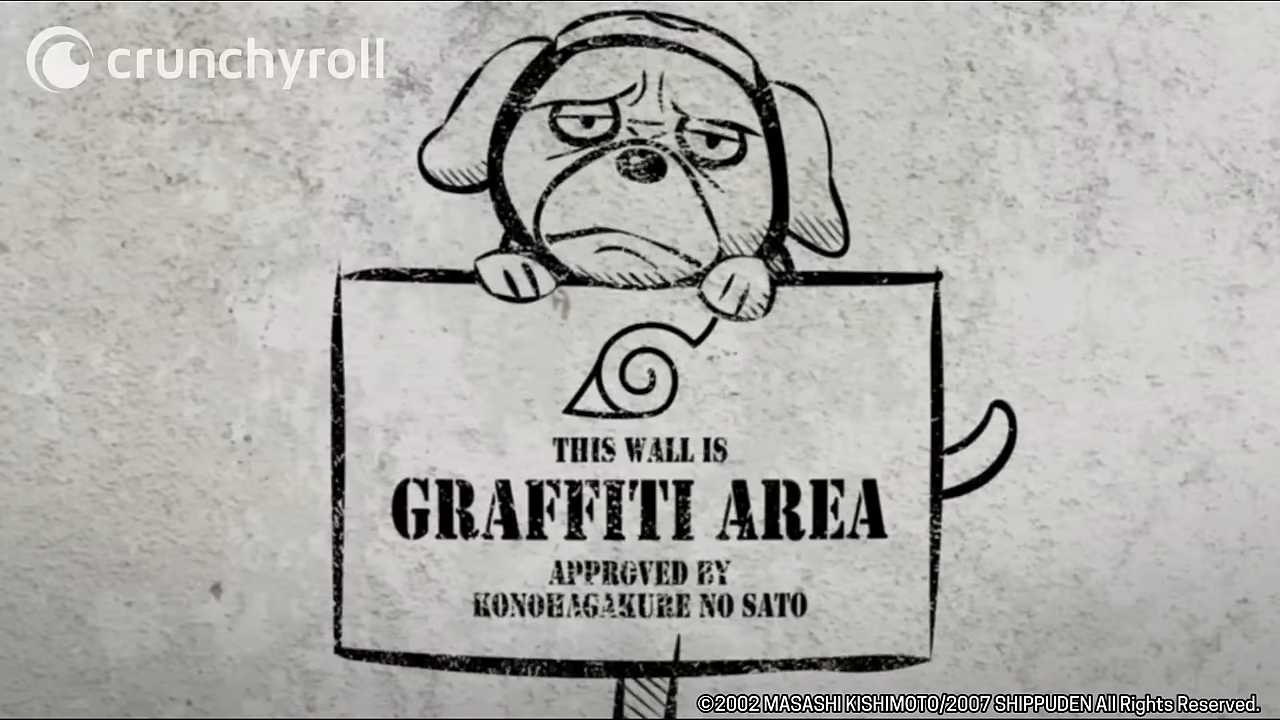 crunchyroll
THIS WALL IS
GRAFFITI AREA
APPROVED BY
KONOHAGAKURE NO SATO
©2002 MASASHI KISHIMOTO/2007 SHIPPUDEN All Rights Reserved.